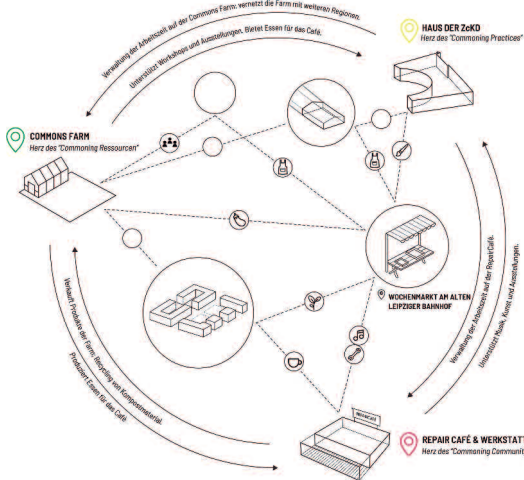 Verwaltung der Arbeitszeit auf der Commons Farm; vernetzt die Farm mit weiteren Regionen.
Unterstützt Workshops und Ausstellungen. Bietet Essen für das Café.
HAUS DER ZcKD
Herz des "Commoning Practices"
COMMONS FARM
Herz des "Commoning Ressourcen"
WOCHENMARKT AM ALTEN
LEIPZIGER BAHNHOF
Verwaltung der Arbeitszeit auf der RepairCafé.
Unterstützt Musik, Kunst und Ausstellungen.
Verkauft Produkte der Farm; Recycling von Kompostmaterial.
Produziert Essen für das Café
REPAIR CAFÉ & WERKSTATT
Herz des "Commoning Communit